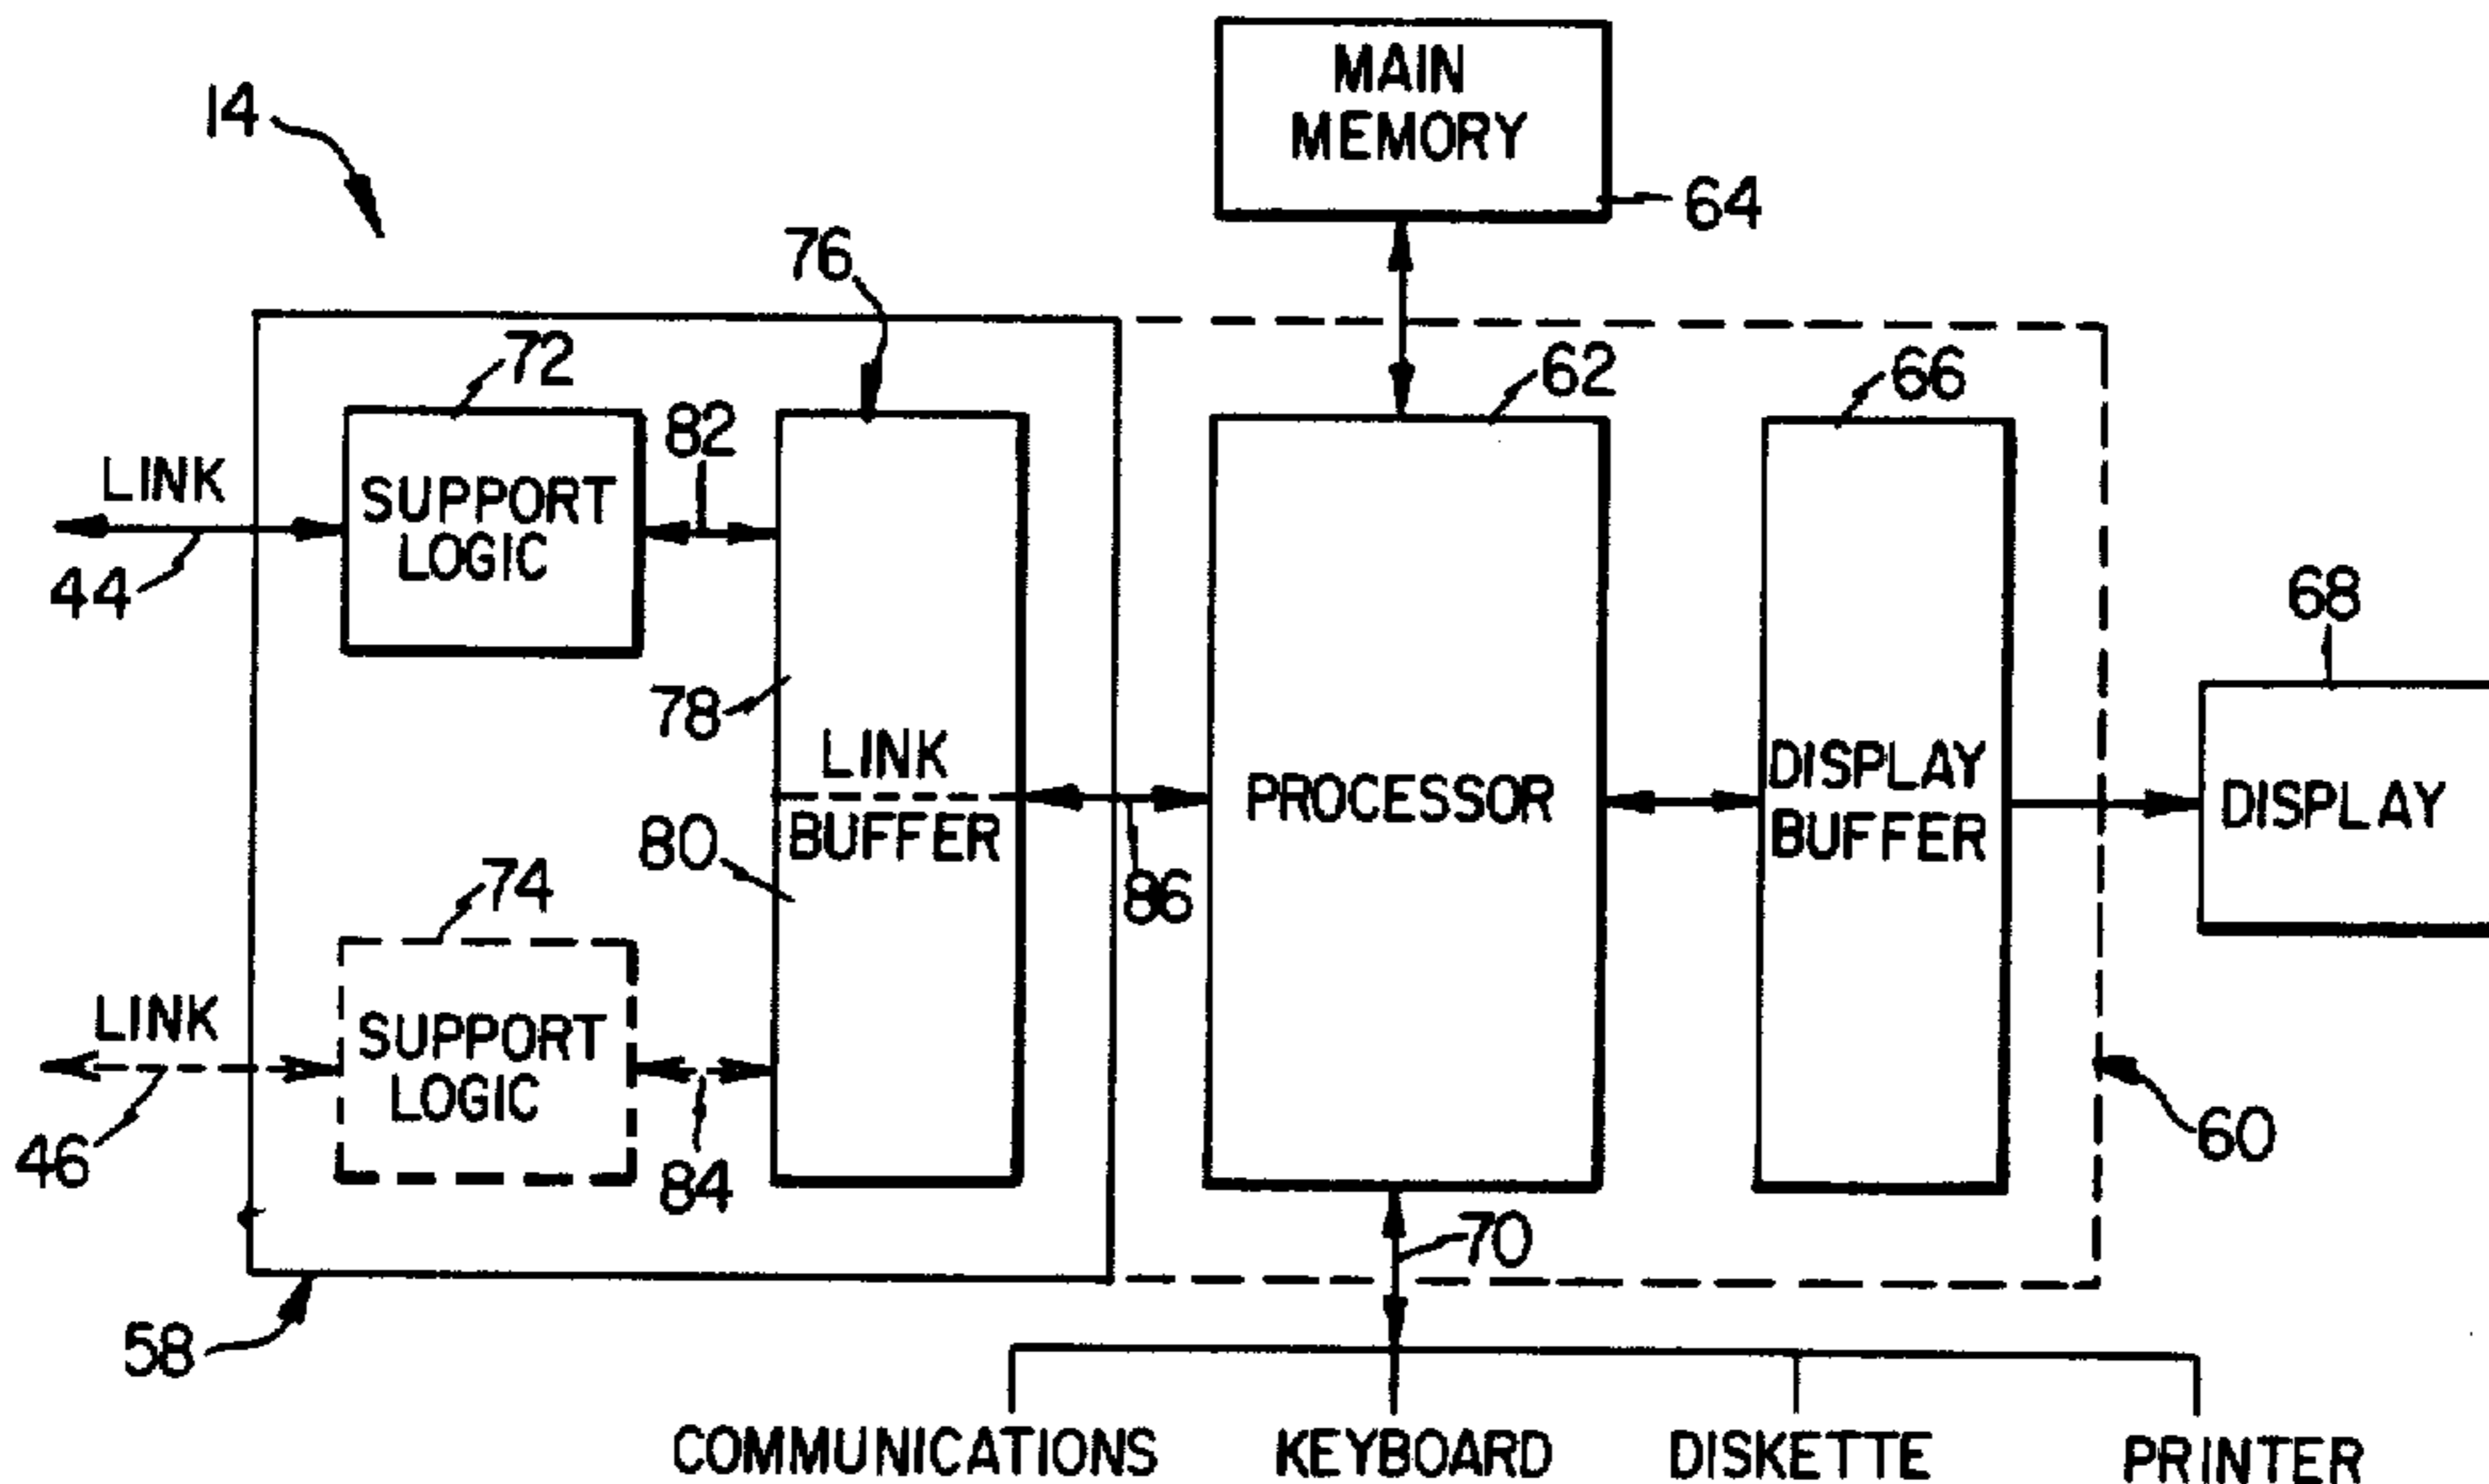 MAIN
MEMORY
14
64
76
72
62
66
82
LINK
SUPPORT
LOGIC
44
68
78
LINK
BUFFER
PROCESSOR
DISPLAY
BUFFER
DISPLAY
80
86
74
LINK
SUPPORT
LOGIC
46
84
60
70
58
COMMUNICATIONS
KEYBOARD
DISKETTE
PRINTER